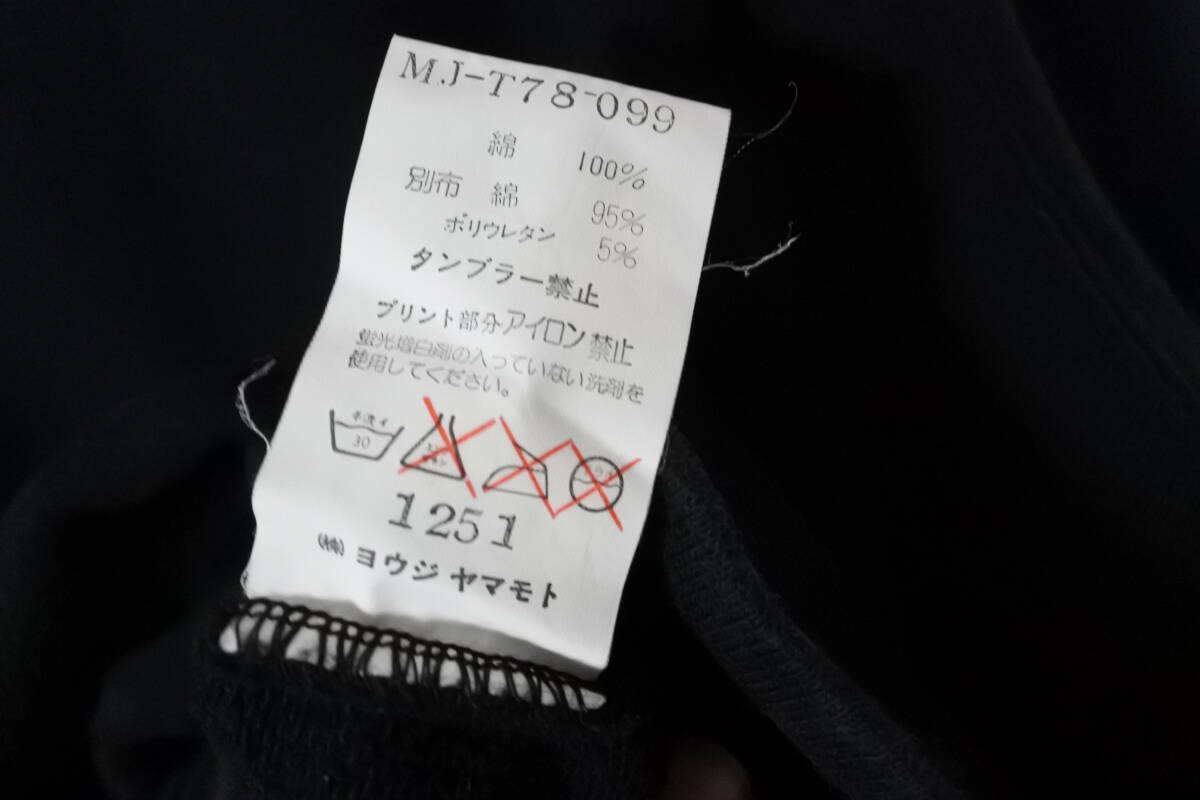 MJ-T78-099
綿 100%
別布 綿 95%
ポリウレタン 5%
タンブラー禁止
プリント部分アイロン禁止
蛍光増白剤の入っていない洗剤を
使用してください。
手洗イ
30
1251
㈱ ヨウジ ヤマモト